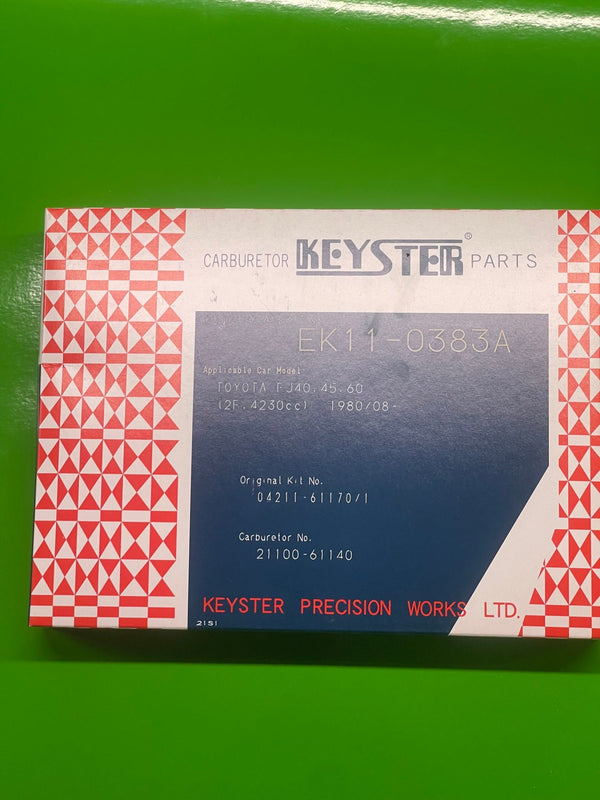 CARBURETOR KEYSTER® PARTS
EK11-0383A
Applicable Car Model
TOYOTA FJ40,45,60
(2F,4230cc) 1980/08-
Original Kit No.
04211-61170/1
Carburetor No.
21100-61140
KEYSTER PRECISION WORKS LTD.
2151